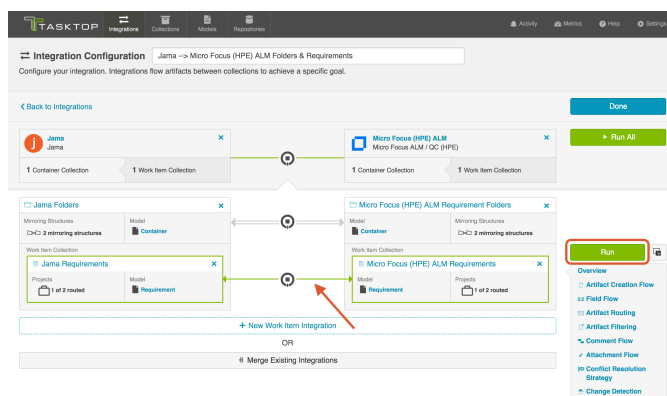 TASKTOP
Integrations
Collections
Models
Repositories
Activity
Metrics
Help
Settings
Integration Configuration
Jama --> Micro Focus (HPE) ALM Folders & Requirements
Configure your integration. Integrations flow artifacts between collections to achieve a specific goal.
Back to Integrations
Done
Jama
Jama
1 Container Collection
1 Work Item Collection
Micro Focus (HPE) ALM
Micro Focus ALM / QC (HPE)
1 Container Collection
1 Work Item Collection
Run All
Jama Folders
Mirroring Structures
2 mirroring structures
Model
Container
Work Item Collection
Jama Requirements
Projects
1 of 2 routed
Model
Requirement
Micro Focus (HPE) ALM Requirement Folders
Model
Container
Mirroring Structures
2 mirroring structures
Work Item Collection
Micro Focus (HPE) ALM Requirements
Model
Requirement
Projects
1 of 2 routed
+ New Work Item Integration
OR
Merge Existing Integrations
Run
Overview
Artifact Creation Flow
Field Flow
Artifact Routing
Artifact Filtering
Comment Flow
Attachment Flow
Conflict Resolution
Strategy
Change Detection